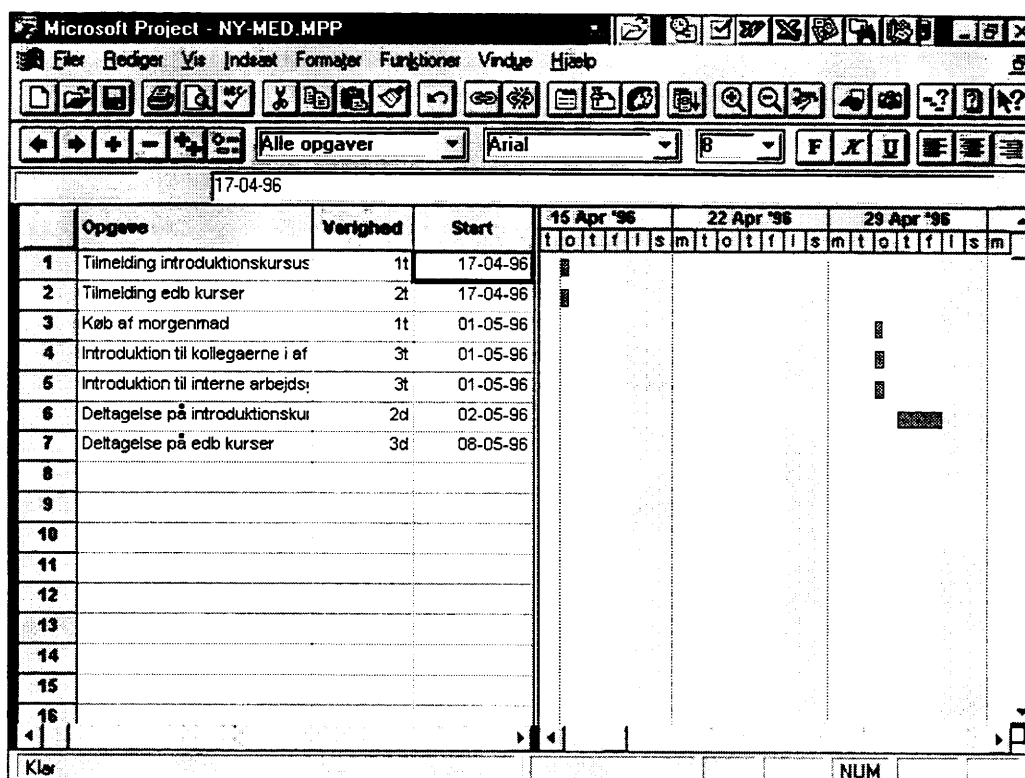 Microsoft Project - NY-MED.MPP
Filer Rediger Vis Indsæt Formater Funktioner Vindue Hjælp
Alle opgaver Arial 8 F K U
17-04-96
Opgave Varighed Start 15 Apr '96 22 Apr '96 29 Apr '96
t o t f l s m t o t f l s m t o t f l s m
1 Tilmelding introduktionskursus 1t 17-04-96
2 Tilmelding edb kurser 2t 17-04-96
3 Køb af morgenmad 1t 01-05-96
4 Introduktion til kollegaerne i af 3t 01-05-96
5 Introduktion til interne 3t 01-05-96
6 Deltagelse på 2d 02-05-96
7 Deltagelse på edb kurser 3d 08-05-96
8
9
10
11
12
13
14
15
16
Klar NUM